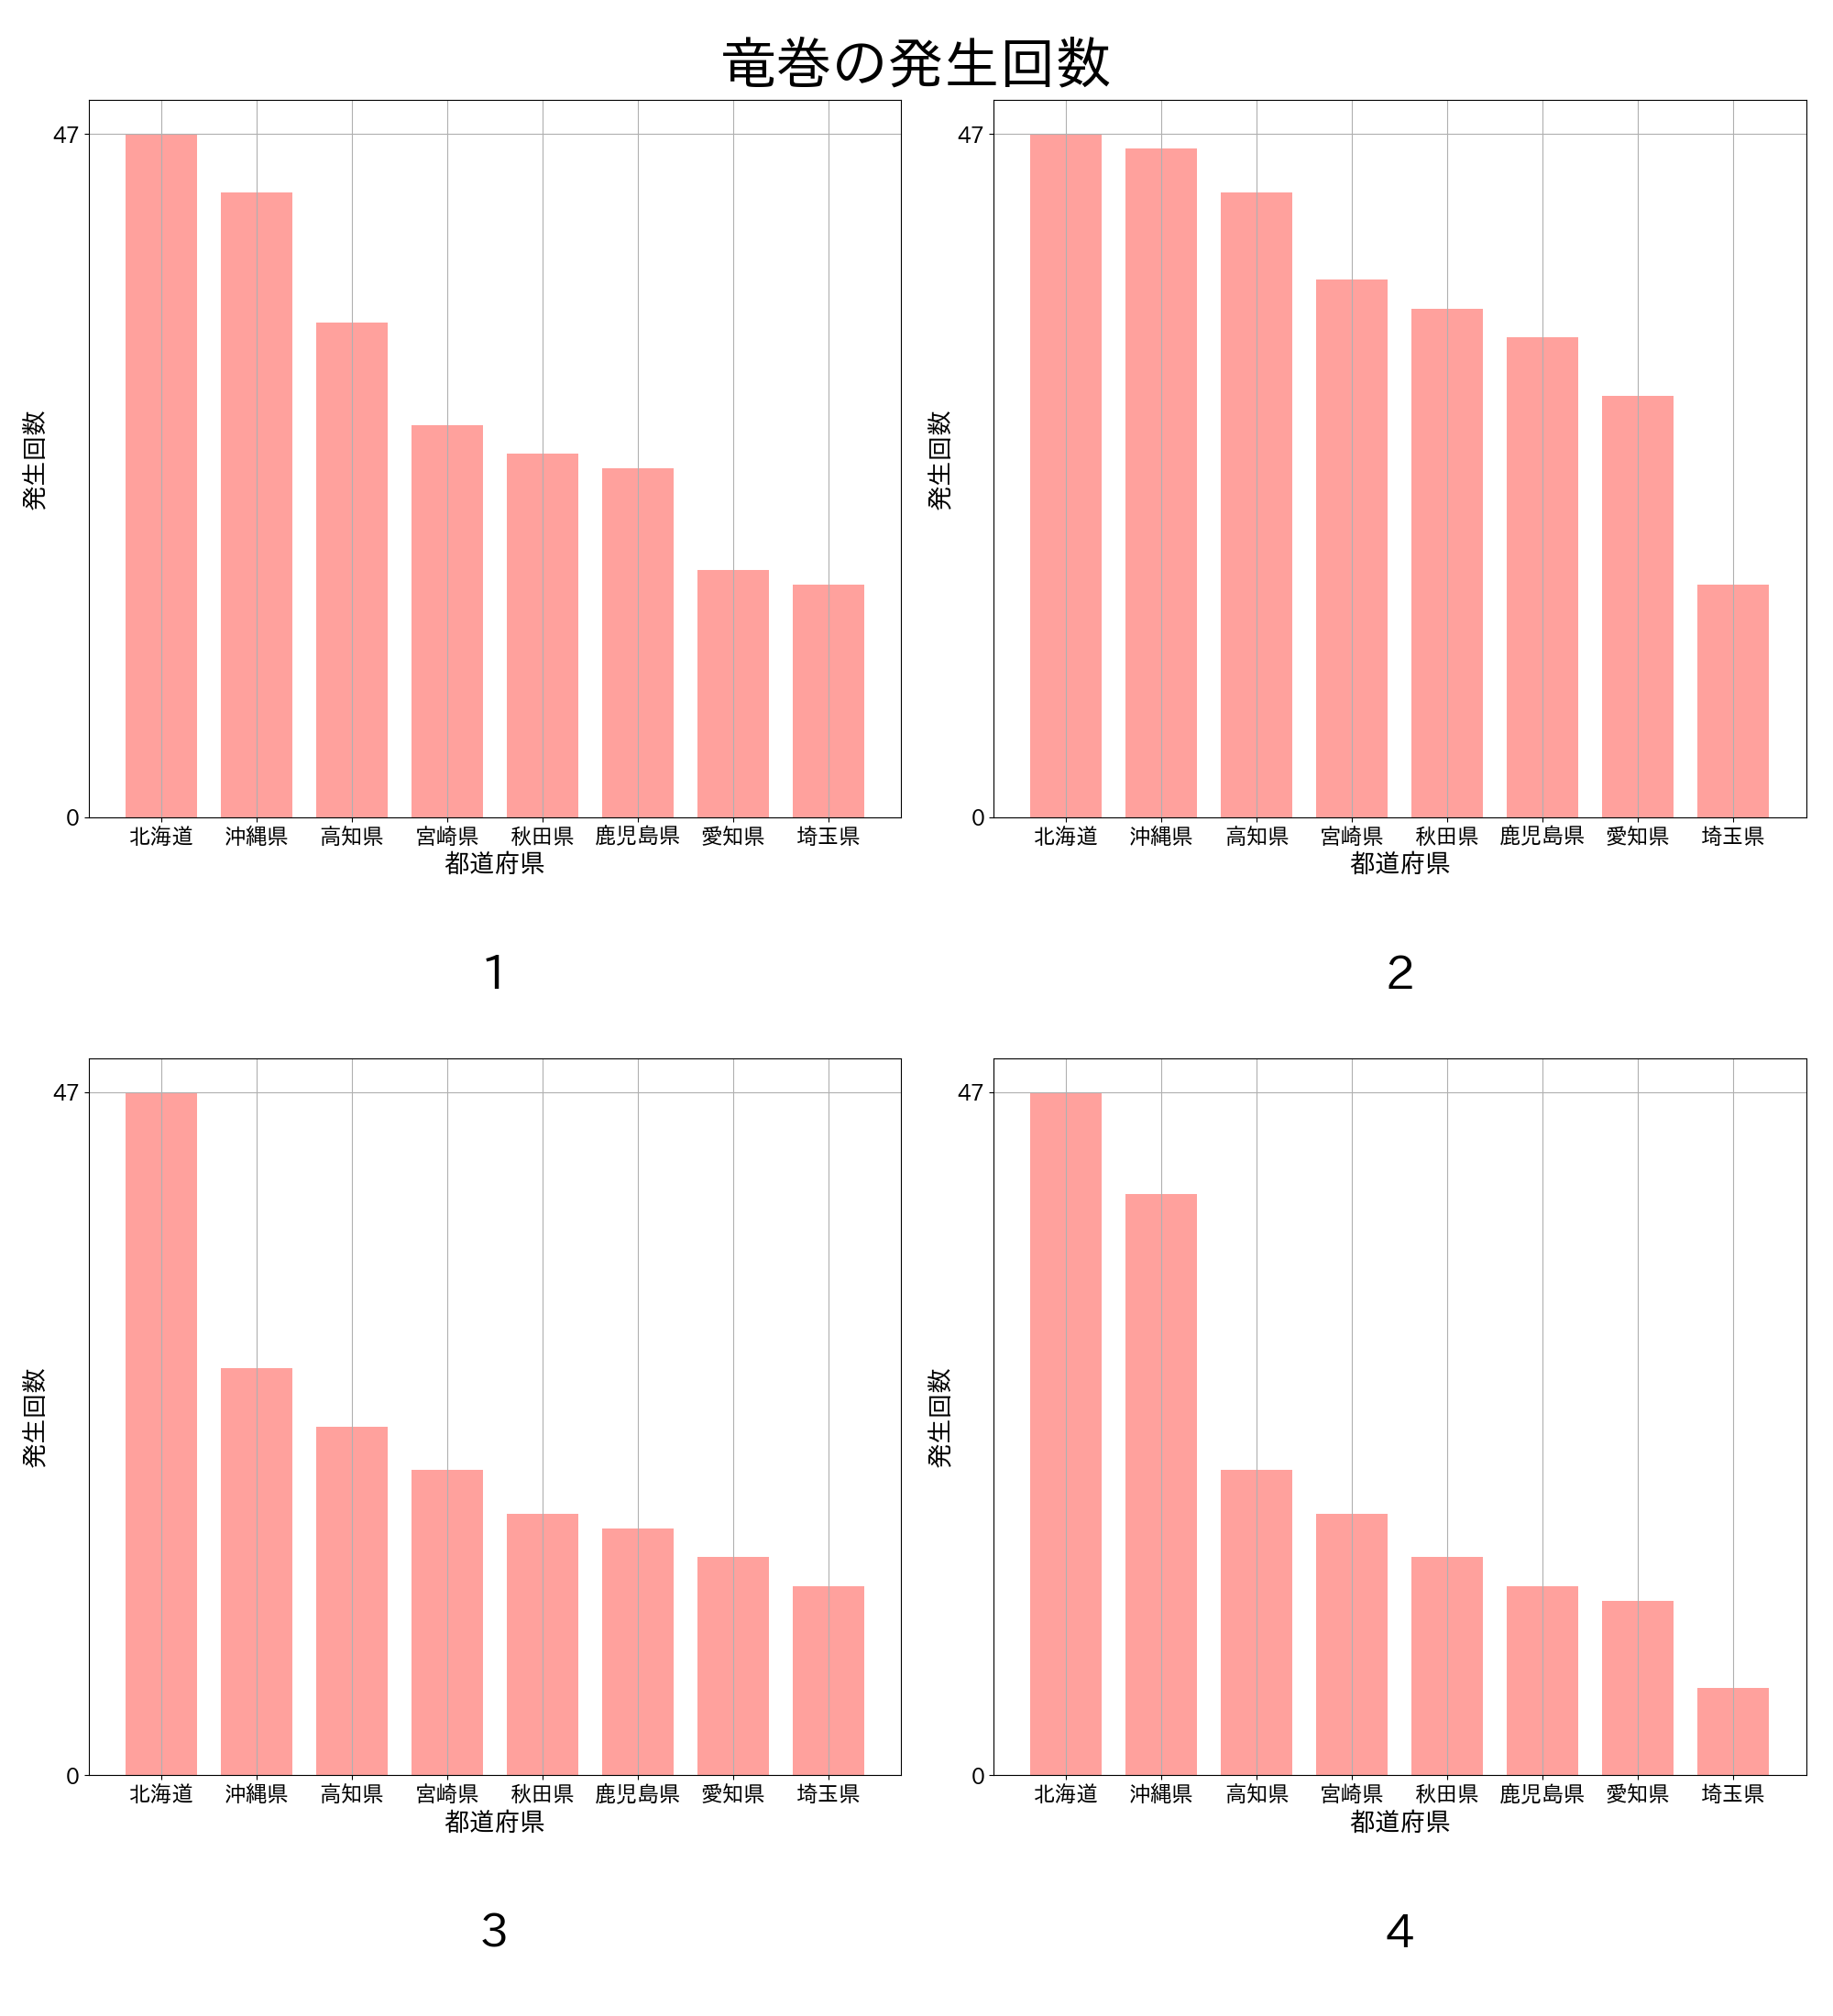 竜巻の発生回数
47
0
発生回数
北海道 沖縄県 高知県 宮崎県 秋田県 鹿児島県 愛知県 埼玉県
都道府県
1
47
0
発生回数
北海道 沖縄県 高知県 宮崎県 秋田県 鹿児島県 愛知県 埼玉県
都道府県
2
47
0
発生回数
北海道 沖縄県 高知県 宮崎県 秋田県 鹿児島県 愛知県 埼玉県
都道府県
3
47
0
発生回数
北海道 沖縄県 高知県 宮崎県 秋田県 鹿児島県 愛知県 埼玉県
都道府県
4